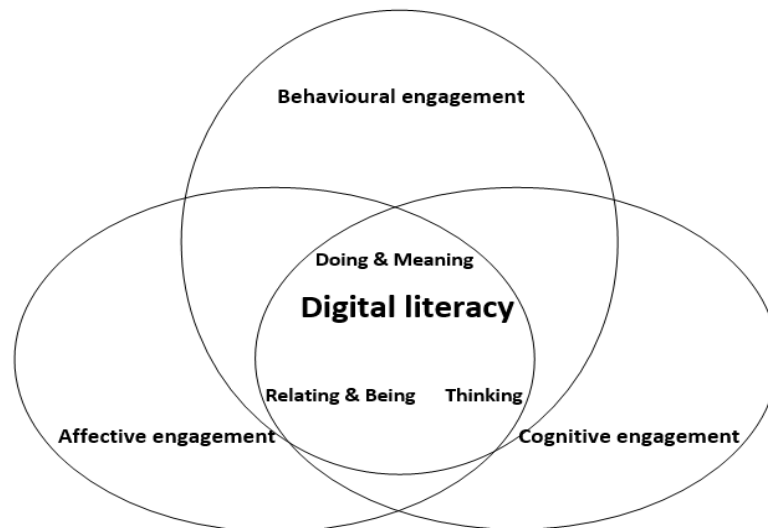 Behavioural engagement
Doing & Meaning
Digital literacy
Relating & Being
Thinking
Affective engagement
Cognitive engagement